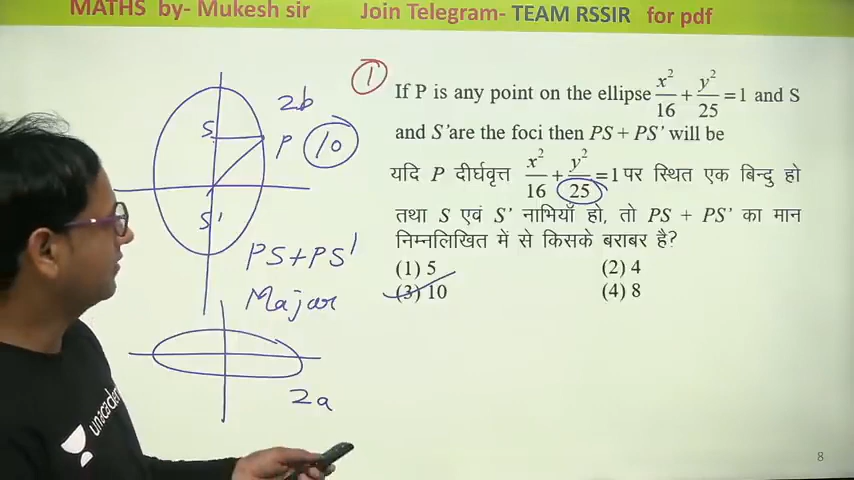 MATHS by- Mukesh sir Join Telegram- TEAM RSSIR for pdf
1
If P is any point on the ellipse x²/16 + y²/25 = 1 and S
and S'are the foci then PS + PS' will be
यदि P दीर्घवृत्त x²/16 + y²/25 = 1 पर स्थित एक बिन्दु हो
तथा S एवं S' नाभियाँ हो, तो PS + PS' का मान
निम्नलिखित में से किसके बराबर है?
(1) 5 (2) 4
(3) 10 (4) 8
2b
S
P
10
S'
PS+PS'
Major
2a
unacademy
8